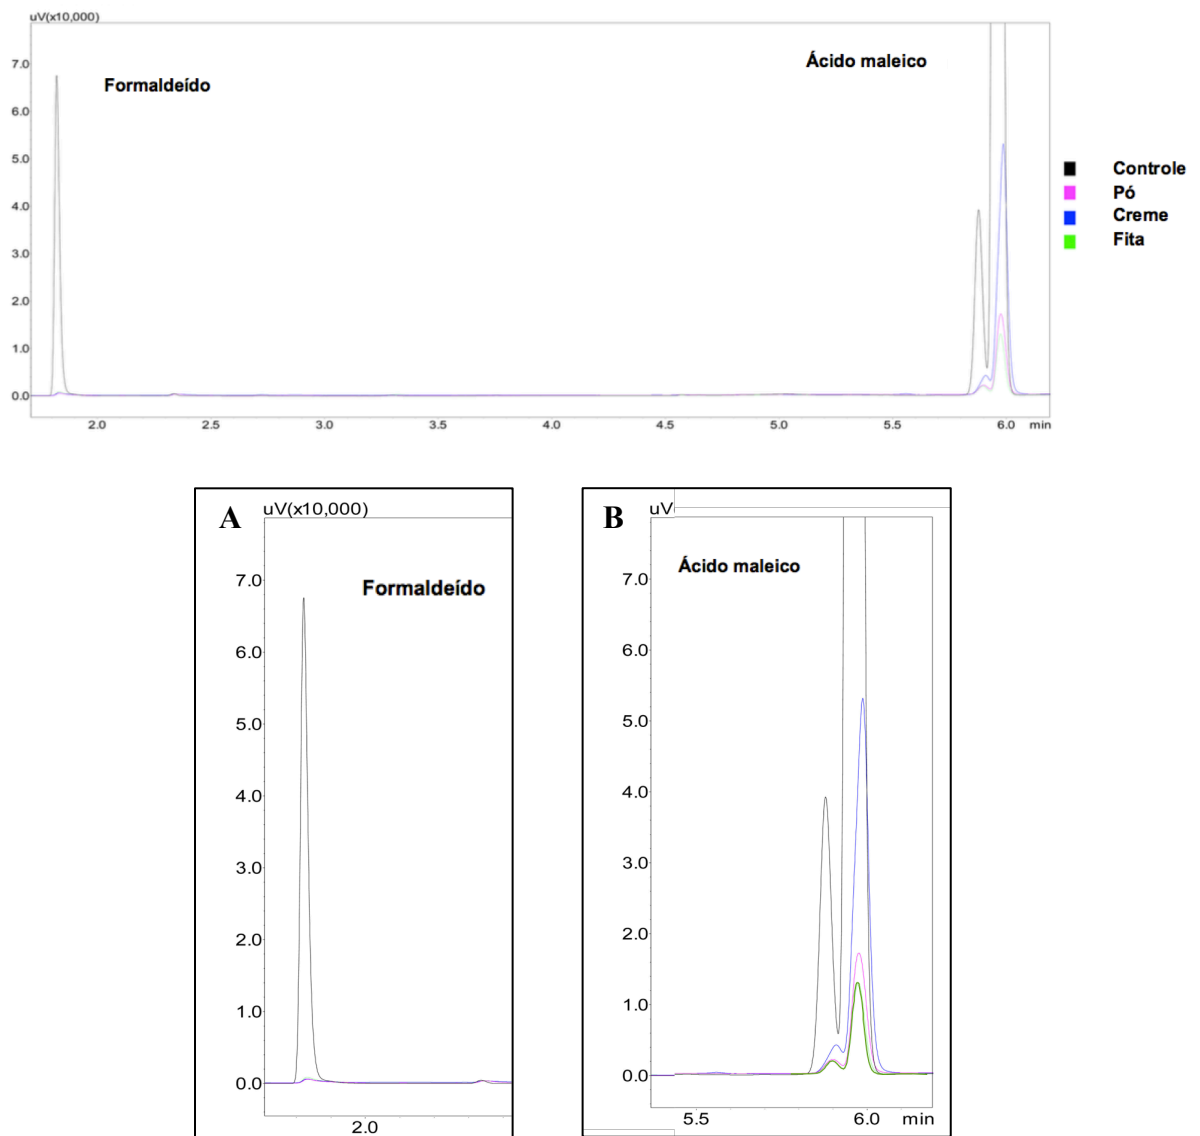 uV(x10,000)
7.0
6.0
5.0
4.0
3.0
2.0
1.0
0.0
Formaldeído
Ácido maleico
2.0 2.5 3.0 3.5 4.0 4.5 5.0 5.5 6.0 min
Controle
Pó
Creme
Fita
A
uV(x10,000)
Formaldeído
7.0
6.0
5.0
4.0
3.0
2.0
1.0
0.0
2.0
B
uV(
Ácido maleico
7.0
6.0
5.0
4.0
3.0
2.0
1.0
0.0
5.5 6.0 min